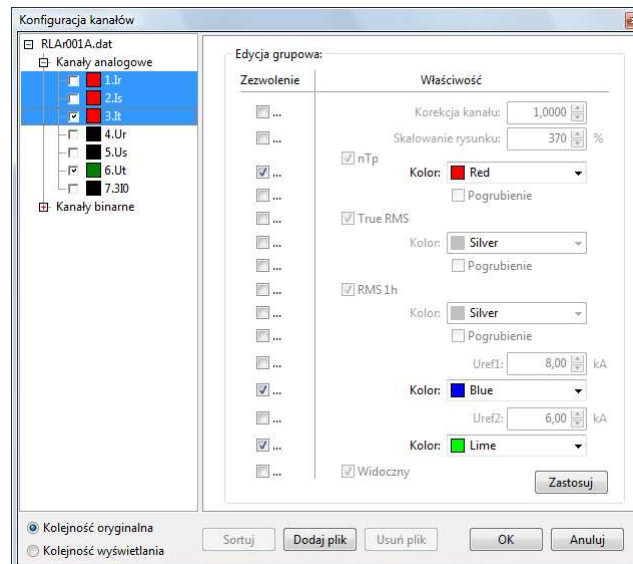 Konfiguracja kanałów
RLAr001A.dat
Kanały analogowe
1.Ir
2.Is
3.It
4.Ur
5.Us
6.Ut
7.3I0
Kanały binarne
Edycja grupowa:
Zezwolenie Właściwość
... Korekcja kanału: 1,0000
... Skalowanie rysunku: 370 %
nTp
... Kolor: Red
... Pogrubienie
... True RMS
... Kolor: Silver
... Pogrubienie
... RMS 1h
... Kolor: Silver
... Pogrubienie
... Uref1: 8,00 kA
... Kolor: Blue
... Uref2: 6,00 kA
... Kolor: Lime
... Widoczny
Zastosuj
Kolejność oryginalna
Kolejność wyświetlania
Sortuj Dodaj plik Usuń plik OK Anuluj